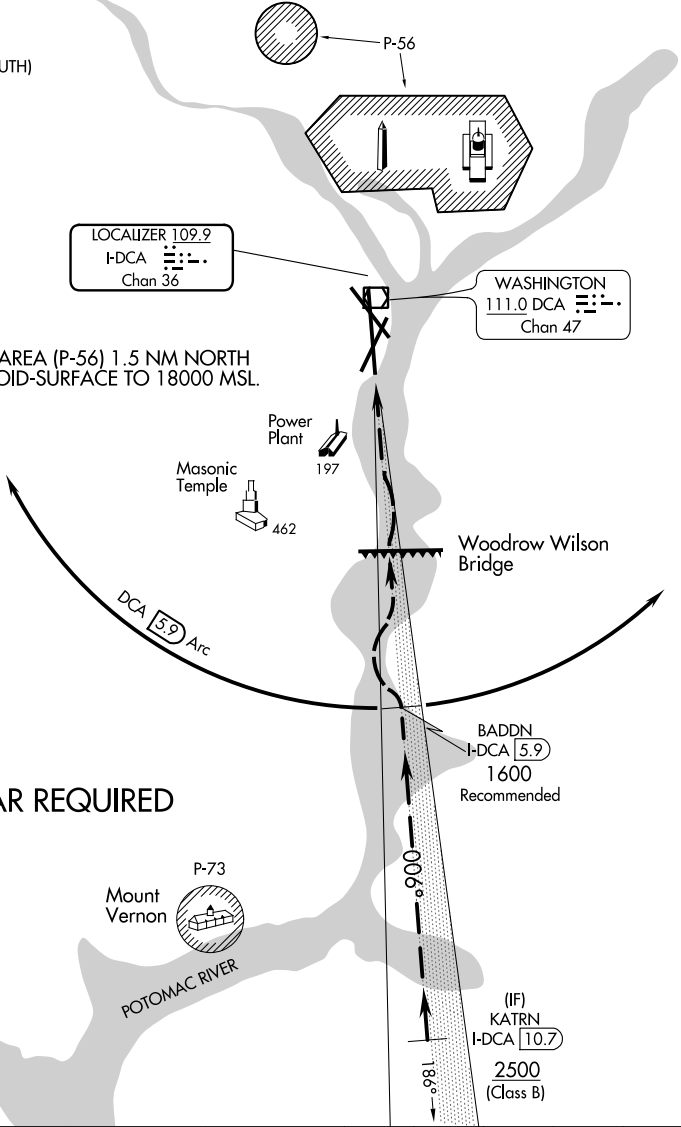 P-56
UTH)
LOCALIZER 109.9
I-DCA
Chan 36
WASHINGTON
111.0 DCA
Chan 47
AREA (P-56) 1.5 NM NORTH
OID-SURFACE TO 18000 MSL.
Power
Plant
197
Masonic
Temple
462
Woodrow Wilson
Bridge
DCA 5.9 Arc
BADDN
I-DCA 5.9
1600
Recommended
AR REQUIRED
006°
P-73
Mount
Vernon
POTOMAC RIVER
(IF)
KATRN
I-DCA 10.7
2500
(Class B)
186°